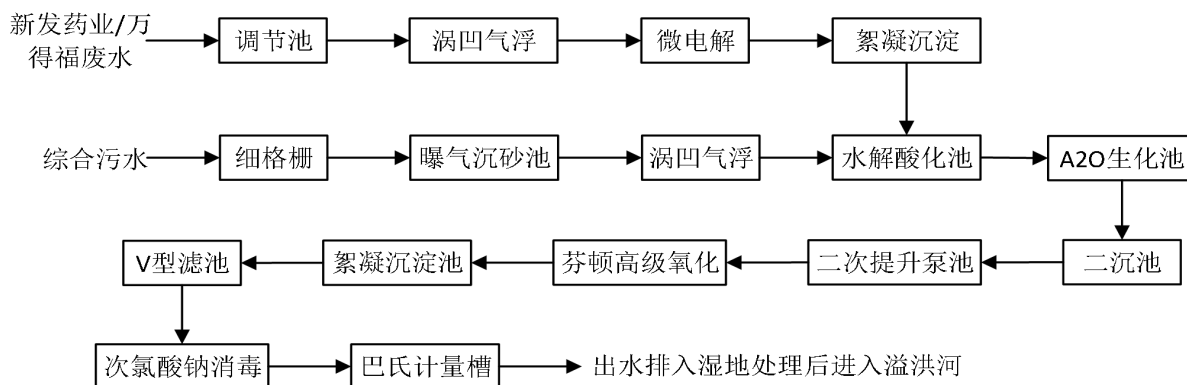 新发药业/万
得福废水
调节池
涡凹气浮
微电解
絮凝沉淀
综合污水
细格栅
曝气沉砂池
涡凹气浮
水解酸化池
A2O生化池
V型滤池
絮凝沉淀池
芬顿高级氧化
二次提升泵池
二沉池
次氯酸钠消毒
巴氏计量槽
出水排入湿地处理后进入溢洪河